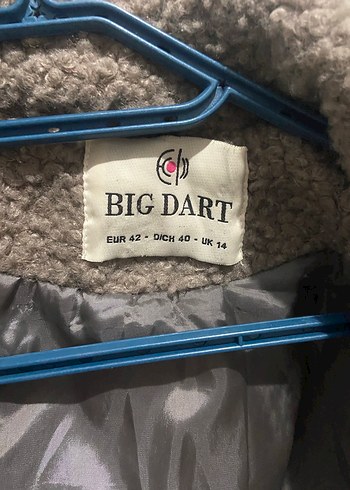 BIG DART
EUR 42 - D/CH 40 - UK 14